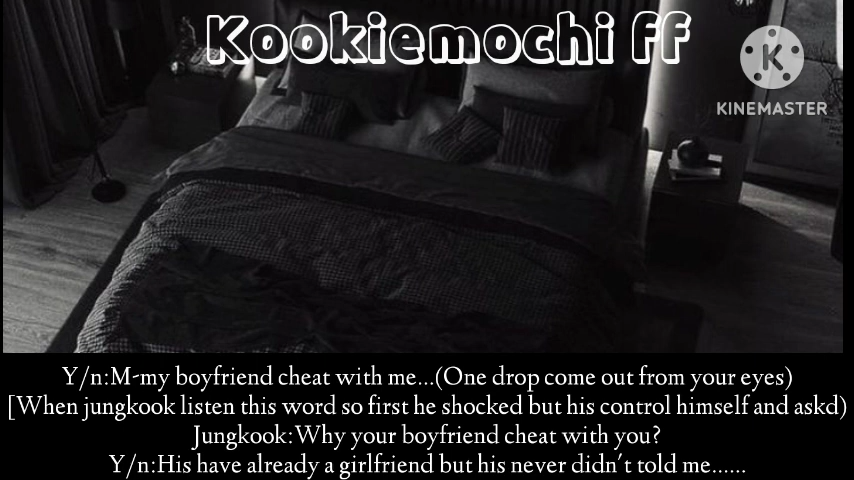 Kookiemochi ff
KINEMASTER
Y/n:M-my boyfriend cheat with me...(One drop come out from your eyes)
[When jungkook listen this word so first he shocked but his control himself and askd)
Jungkook:Why your boyfriend cheat with you?
Y/n:His have already a girlfriend but his never didn't told me......